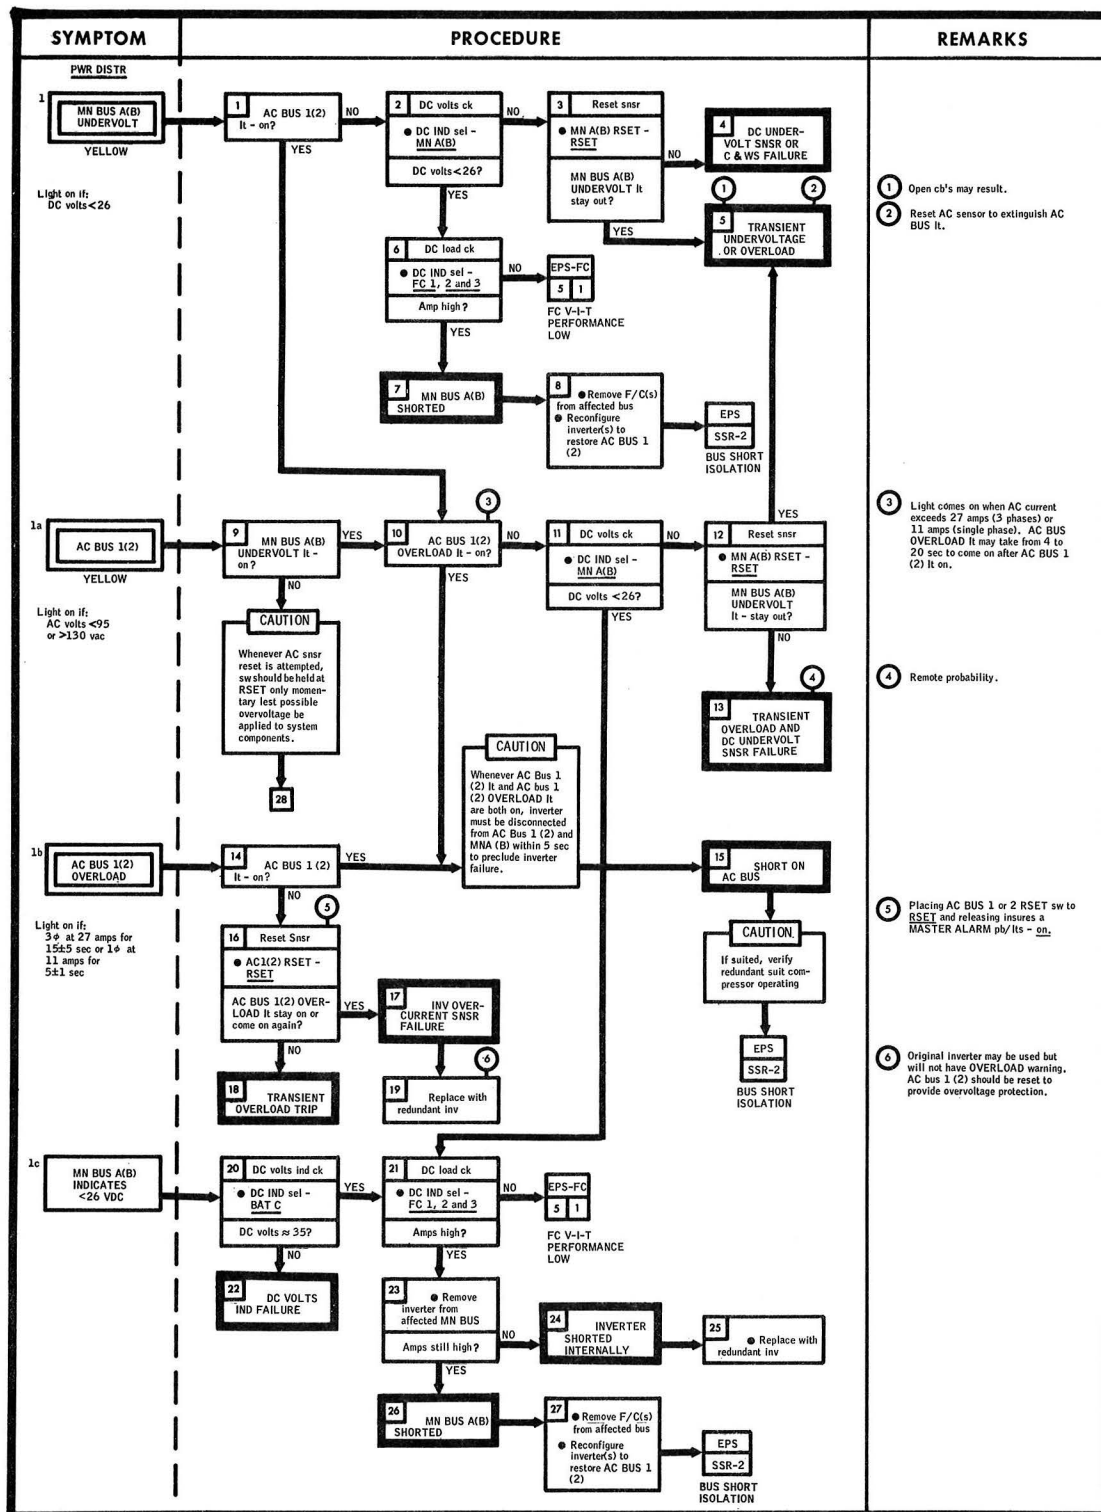 SYMPTOM
PROCEDURE
REMARKS
PWR DISTR
1
MN BUS A(B)
UNDERVOLT
YELLOW
Light on if:
DC volts<26
1
AC BUS 1(2)
lt - on?
NO
YES
2
DC volts ck
● DC IND sel -
MN A(B)
DC volts<26?
NO
YES
3
Reset snsr
● MN A(B) RSET -
RSET
MN BUS A(B)
UNDERVOLT lt
stay out?
NO
YES
4
DC UNDER-
VOLT SNSR OR
C & WS FAILURE
1
2
5
TRANSIENT
UNDERVOLTAGE
OR OVERLOAD
6
DC load ck
● DC IND sel -
FC 1, 2 and 3
Amp high?
NO
YES
EPS-FC
5 1
FC V-I-T
PERFORMANCE
LOW
7
MN BUS A(B)
SHORTED
8
● Remove F/C(s)
from affected bus
● Reconfigure
inverter(s) to
restore AC BUS 1
(2)
EPS
SSR-2
BUS SHORT
ISOLATION
1
Open cb's may result.
2
Reset AC sensor to extinguish AC
BUS lt.
1a
AC BUS 1(2)
YELLOW
Light on if:
AC volts <95
or >130 vac
9
MN BUS A(B)
UNDERVOLT lt -
on?
YES
NO
CAUTION
Whenever AC snsr
reset is attempted,
sw should be held at
RSET only momen-
tary lest possible
overvoltage be
applied to system
components.
28
3
10
AC BUS 1(2)
OVERLOAD lt - on?
NO
YES
11
DC volts ck
● DC IND sel -
MN A(B)
DC volts <26?
NO
YES
YES
12
Reset snsr
● MN A(B) RSET -
RSET
MN BUS A(B)
UNDERVOLT
lt - stay out?
NO
4
13
TRANSIENT
OVERLOAD AND
DC UNDERVOLT
SNSR FAILURE
3
Light comes on when AC current
exceeds 27 amps (3 phases) or
11 amps (single phase). AC BUS
OVERLOAD lt may take from 4 to
20 sec to come on after AC BUS 1
(2) lt on.
4
Remote probability.
CAUTION
Whenever AC Bus 1
(2) lt and AC bus 1
(2) OVERLOAD lt
are both on, inverter
must be disconnected
from AC Bus 1 (2) and
MNA (B) within 5 sec
to preclude inverter
failure.
1b
AC BUS 1(2)
OVERLOAD
Light on if:
3ϕ at 27 amps for
15±5 sec or 1ϕ at
11 amps for
5±1 sec
14
AC BUS 1 (2)
lt - on?
YES
NO
15
SHORT ON
AC BUS
CAUTION
If suited, verify
redundant suit com-
pressor operating
EPS
SSR-2
BUS SHORT
ISOLATION
5
16
Reset Snsr
● AC1(2) RSET -
RSET
AC BUS 1(2) OVER-
LOAD lt stay on or
come on again?
YES
NO
17
INV OVER-
CURRENT SNSR
FAILURE
6
18
TRANSIENT
OVERLOAD TRIP
19
● Replace with
redundant inv
5
Placing AC BUS 1 or 2 RSET sw to
RSET and releasing insures a
MASTER ALARM pb/lts - on.
6
Original inverter may be used but
will not have OVERLOAD warning.
AC bus 1 (2) should be reset to
provide overvoltage protection.
1c
MN BUS A(B)
INDICATES
<26 VDC
20
DC volts ind ck
● DC IND sel -
BAT C
DC volts ≈ 35?
YES
NO
21
DC load ck
● DC IND sel -
FC 1, 2 and 3
Amps high?
NO
YES
EPS-FC
5 1
FC V-I-T
PERFORMANCE
LOW
22
DC VOLTS
IND FAILURE
23
● Remove
inverter from
affected MN BUS
Amps still high?
NO
YES
24
INVERTER
SHORTED
INTERNALLY
25
● Replace with
redundant inv
26
MN BUS A(B)
SHORTED
27
● Remove F/C(s)
from affected bus
● Reconfigure
inverter(s) to
restore AC BUS 1
(2)
EPS
SSR-2
BUS SHORT
ISOLATION